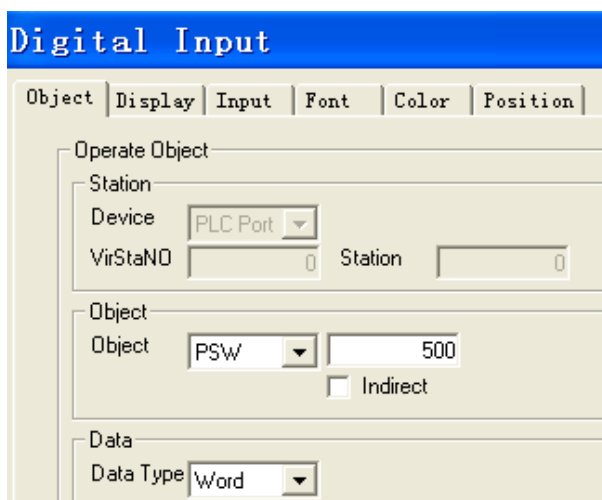 Digital Input
Object Display Input Font Color Position
Operate Object
Station
Device PLC Port
VirStaNO 0 Station 0
Object
Object PSW 500
Indirect
Data
Data Type Word